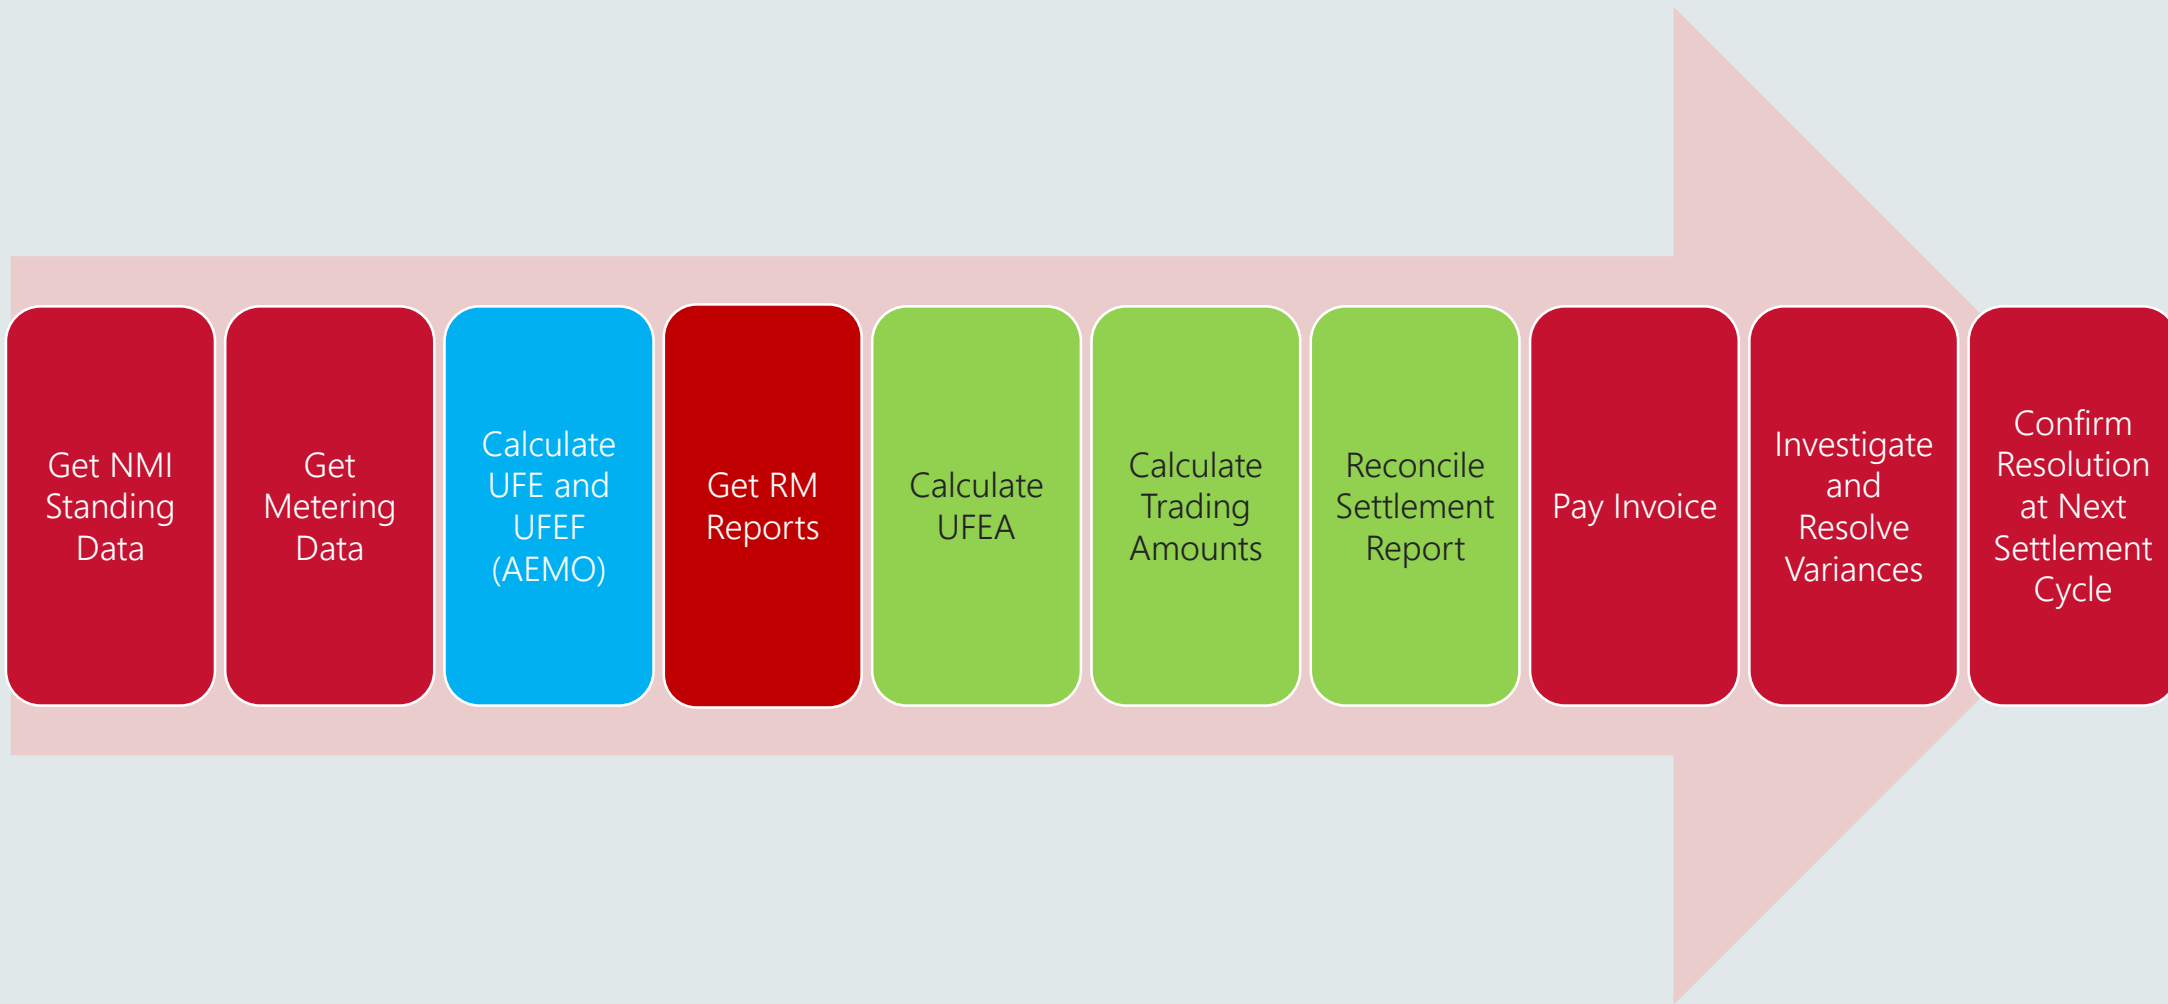 Get NMI
Standing
Data
Get
Metering
Data
Calculate
UFE and
UFEF
(AEMO)
Get RM
Reports
Calculate
UFEA
Calculate
Trading
Amounts
Reconcile
Settlement
Report
Pay Invoice
Investigate
and
Resolve
Variances
Confirm
Resolution
at Next
Settlement
Cycle